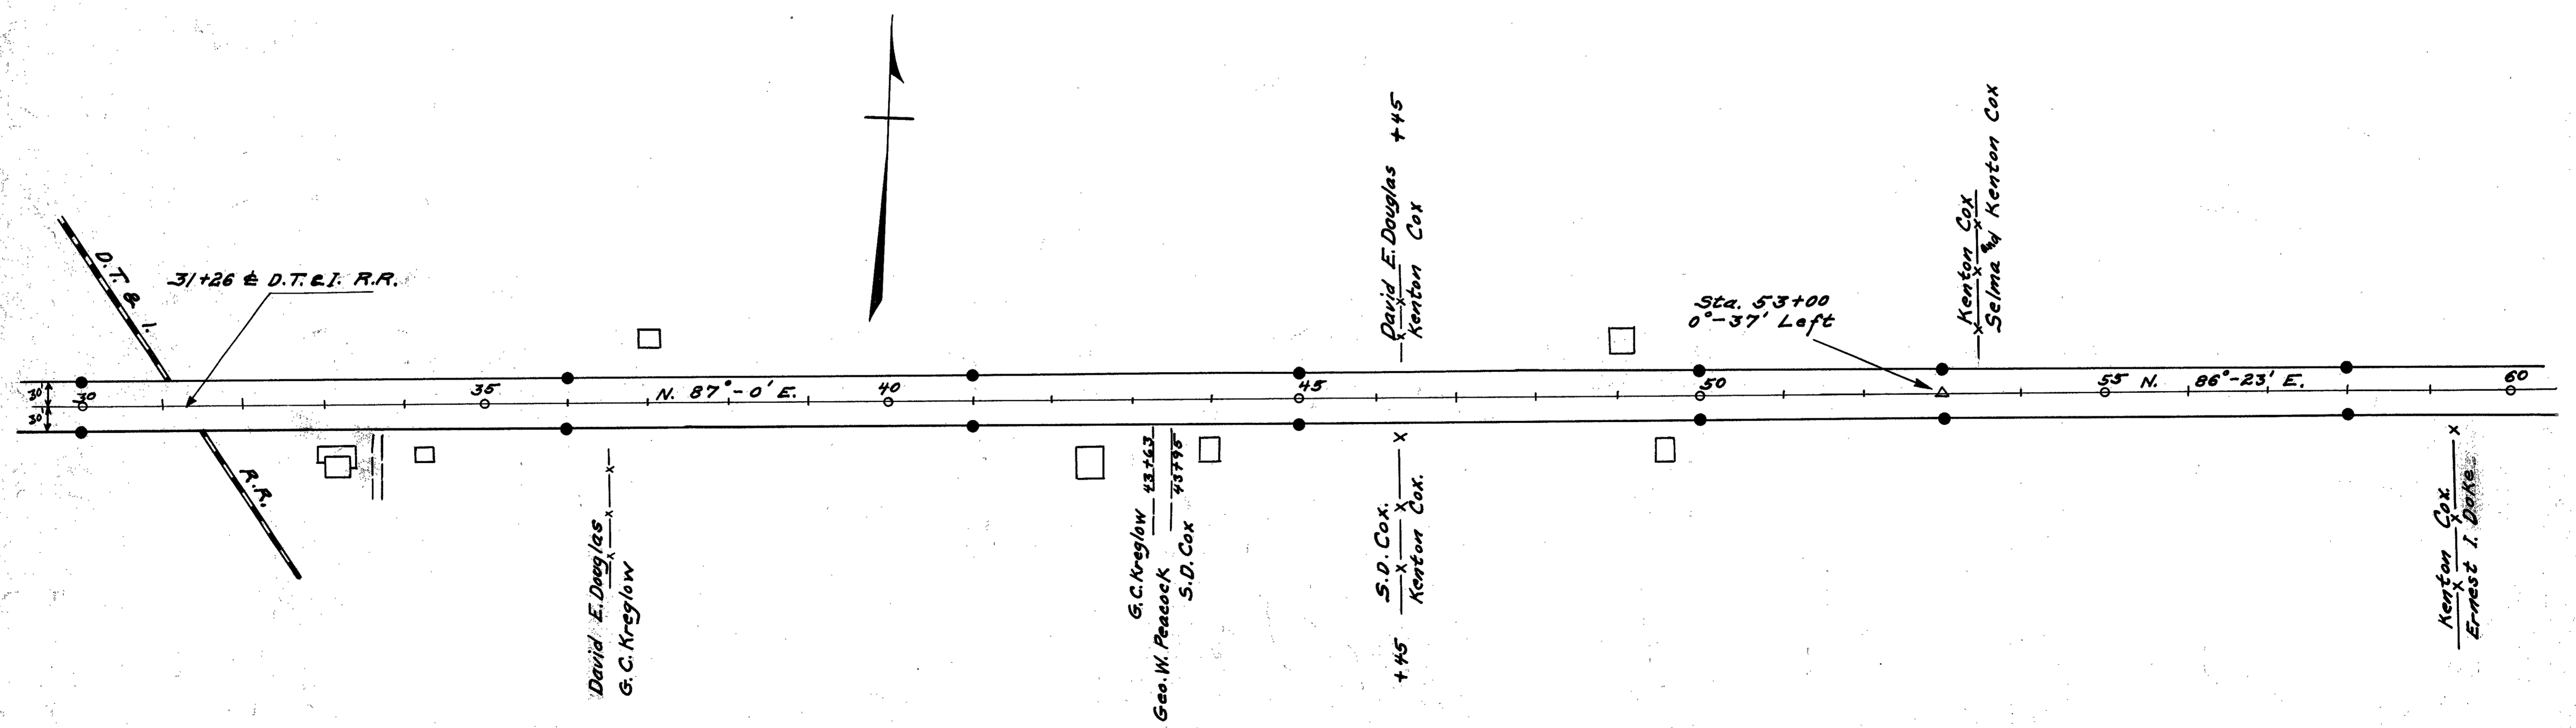 D.T. & I.
31+26 ⅊ D.T. & I. R.R.
R.R.
30'
30'
30
35
N. 87°-0' E.
40
45
50
55
N. 86°-23' E.
60
David E. Douglas +45
Kenton Cox
Sta. 53+00
0°-37' Left
Kenton Cox
Selma and Kenton Cox
David E. Douglas
G.C. Kreglow
G.C. Kreglow 43+63
Geo. W. Peacock 43+95
S.D. Cox
+45 S.D. Cox.
Kenton Cox.
Kenton Cox.
Ernest I. Doke